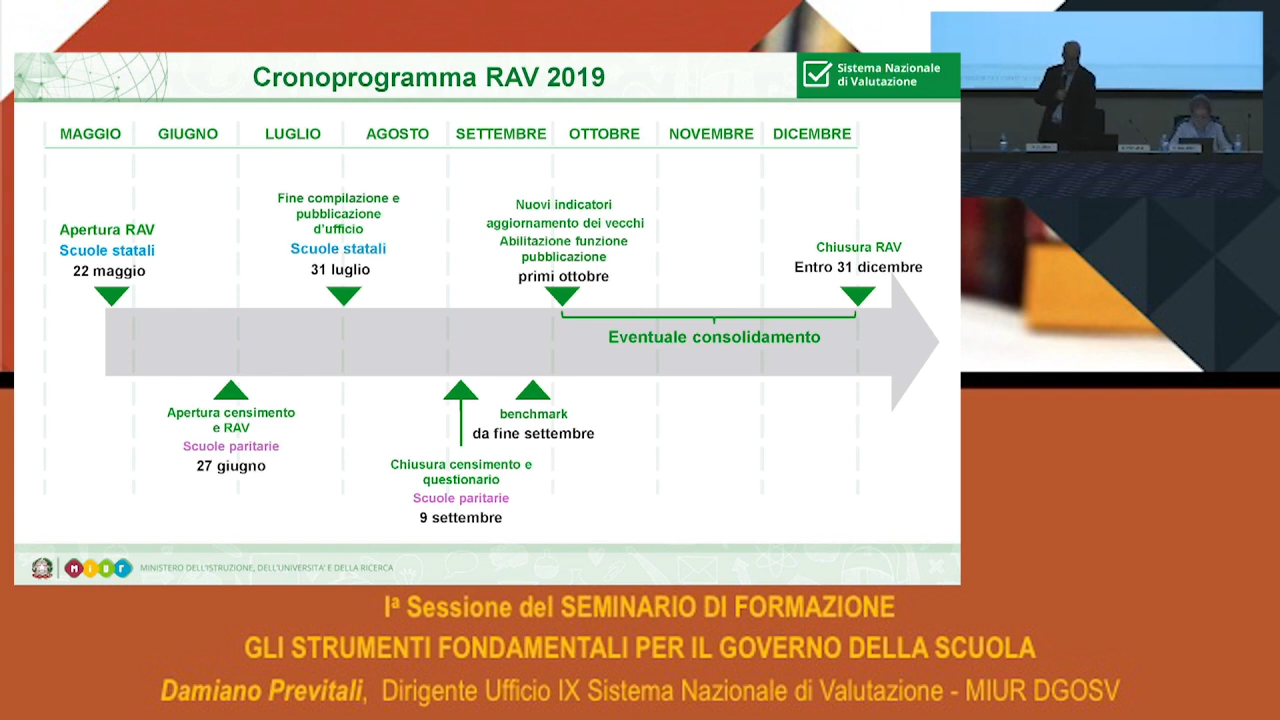 Cronoprogramma RAV 2019
Sistema Nazionale
di Valutazione
MAGGIO
GIUGNO
LUGLIO
AGOSTO
SETTEMBRE
OTTOBRE
NOVEMBRE
DICEMBRE
Apertura RAV
Scuole statali
22 maggio
Fine compilazione e
pubblicazione
d'ufficio
Scuole statali
31 luglio
Nuovi indicatori
aggiornamento dei vecchi
Abilitazione funzione
pubblicazione
primi ottobre
Chiusura RAV
Entro 31 dicembre
Eventuale consolidamento
Apertura censimento
e RAV
Scuole paritarie
27 giugno
benchmark
da fine settembre
Chiusura censimento e
questionario
Scuole paritarie
9 settembre
MIUR
MINISTERO DELL'ISTRUZIONE, DELL'UNIVERSITA' E DELLA RICERCA
Iª Sessione del SEMINARIO DI FORMAZIONE
GLI STRUMENTI FONDAMENTALI PER IL GOVERNO DELLA SCUOLA
Damiano Previtali, Dirigente Ufficio IX Sistema Nazionale di Valutazione - MIUR DGOSV